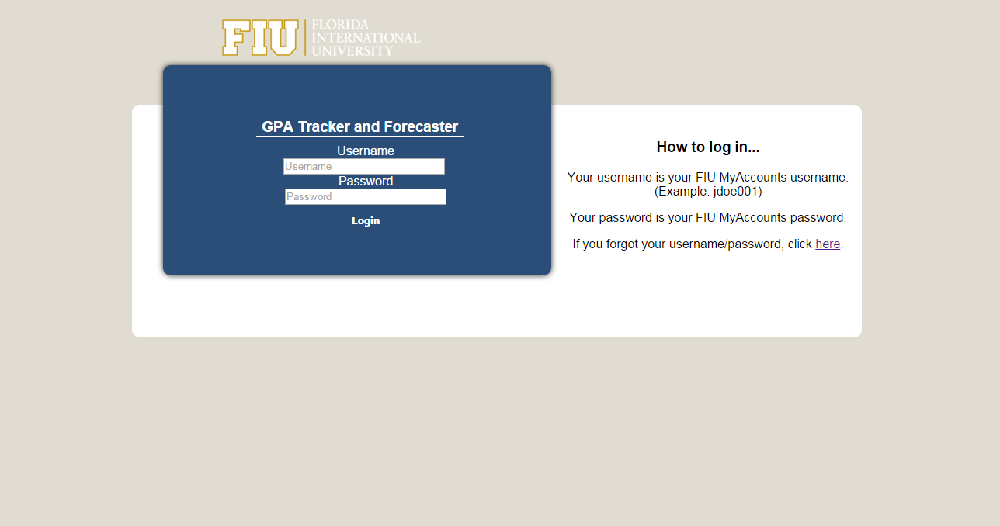 FIU
FLORIDA
INTERNATIONAL
UNIVERSITY
GPA Tracker and Forecaster
Username
Username
Password
Password
Login
How to log in...
Your username is your FIU MyAccounts username.
(Example: jdoe001)
Your password is your FIU MyAccounts password.
If you forgot your username/password, click here.